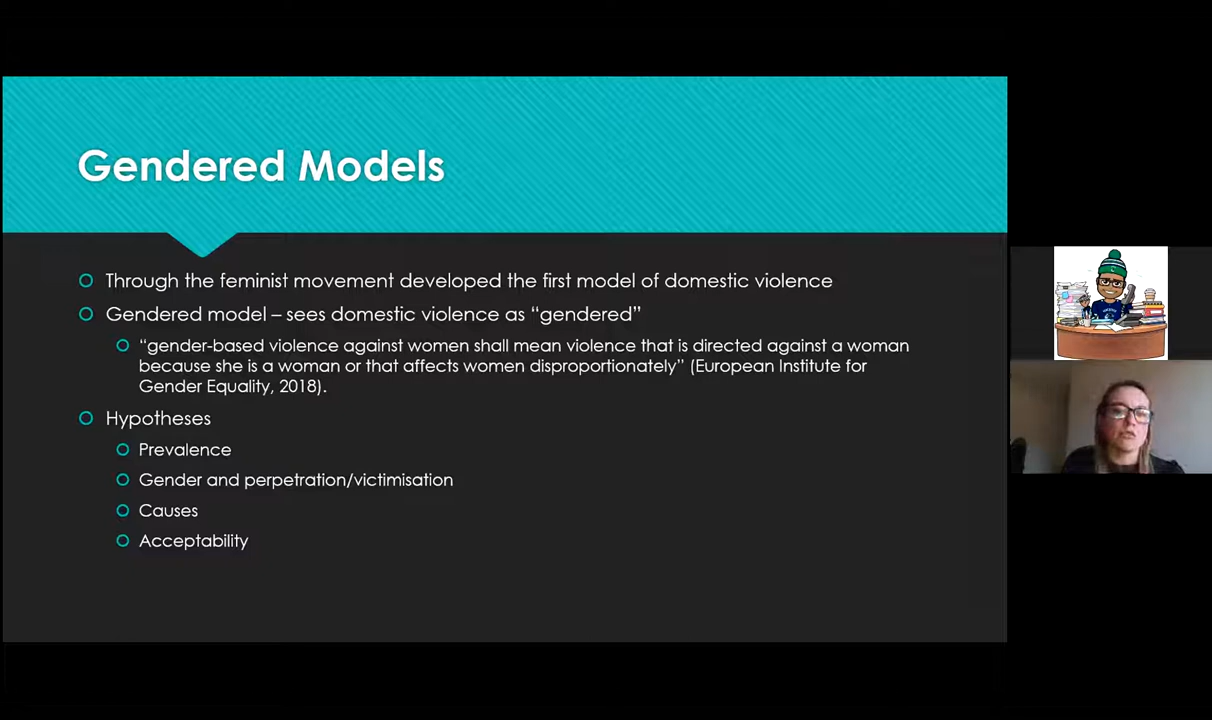 Gendered Models
Through the feminist movement developed the first model of domestic violence
Gendered model – sees domestic violence as “gendered”
“gender-based violence against women shall mean violence that is directed against a woman
because she is a woman or that affects women disproportionately” (European Institute for
Gender Equality, 2018).
Hypotheses
Prevalence
Gender and perpetration/victimisation
Causes
Acceptability